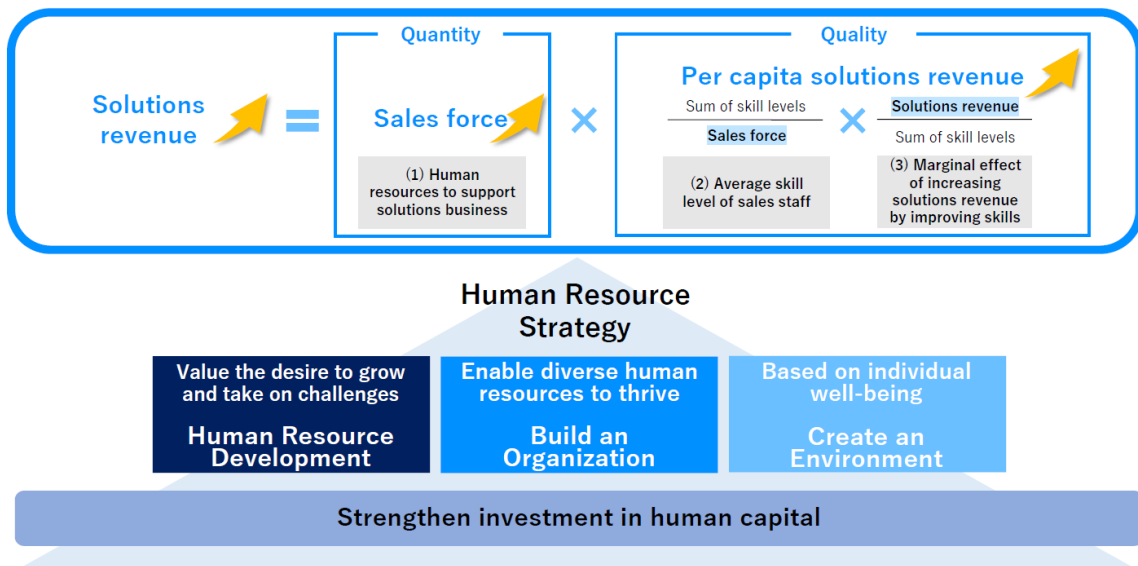 Quantity
Quality
Solutions
revenue
=
Sales force
×
Per capita solutions revenue
Sum of skill levels
Sales force
×
Solutions revenue
Sum of skill levels
(1) Human
resources to support
solutions business
(2) Average skill
level of sales staff
(3) Marginal effect
of increasing
solutions revenue
by improving skills
Human Resource
Strategy
Value the desire to grow
and take on challenges
Human Resource
Development
Enable diverse human
resources to thrive
Build an
Organization
Based on individual
well-being
Create an
Environment
Strengthen investment in human capital